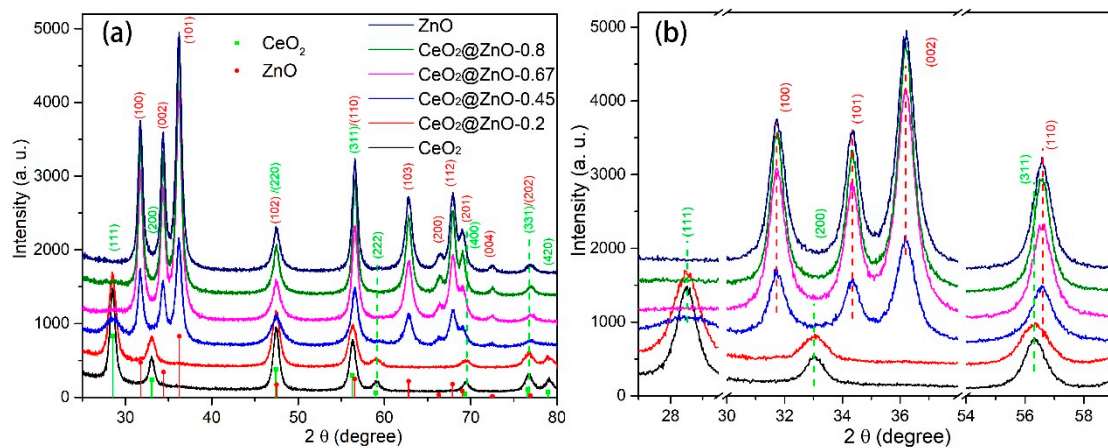 (a)
CeO2
ZnO
ZnO
CeO2@ZnO-0.8
CeO2@ZnO-0.67
CeO2@ZnO-0.45
CeO2@ZnO-0.2
CeO2
(111)
(100)
(200)
(002)
(101)
(102)/(220)
(311)/(110)
(222)
(103)
(200)
(112)
(201)
(400)
(004)
(331)/(202)
(420)
Intensity (a. u.)
5000
4000
3000
2000
1000
0
30 40 50 60 70 80
2 θ (degree)
(b)
(111)
(100)
(200)
(101)
(002)
(311)
(110)
Intensity (a. u.)
5000
4000
3000
2000
1000
0
28 30 32 34 36 54 56 58
2 θ (degree)